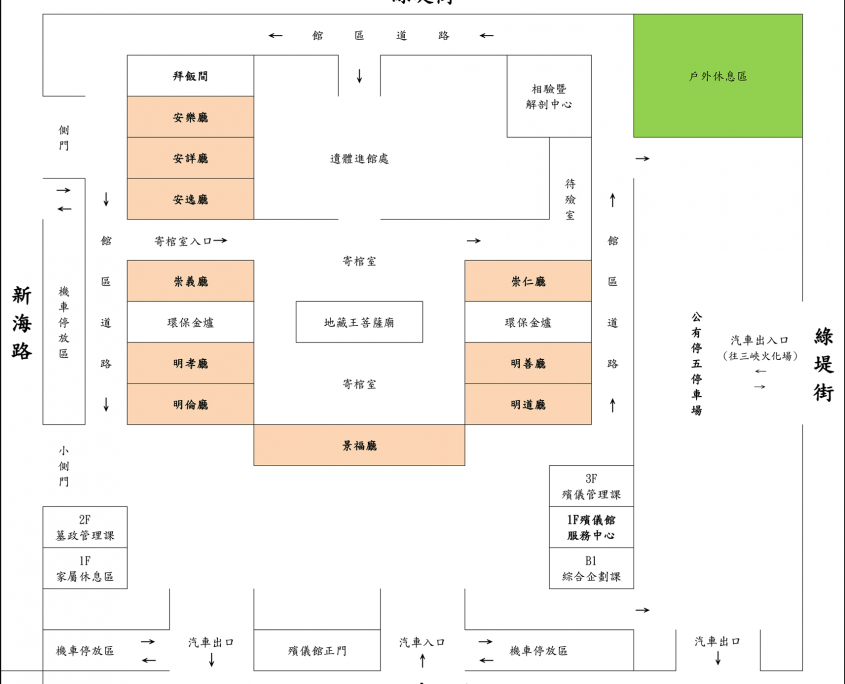 館區道路
拜飯間
安樂廳
安詳廳
安逸廳
遺體進館處
相驗暨
解剖中心
戶外休息區
側門
待殮室
寄棺室入口
寄棺室
館區道路
館區道路
機車停放區
新海路
崇義廳
環保金爐
明孝廳
明倫廳
地藏王菩薩廟
寄棺室
崇仁廳
環保金爐
明善廳
明道廳
景福廳
公有停五停車場
汽車出入口
(往三峽火化場)
綠堤街
小側門
2F
墓政管理課
1F
家屬休息區
3F
殯儀管理課
1F殯儀館
服務中心
B1
綜合企劃課
機車停放區
汽車出口
殯儀館正門
汽車入口
機車停放區
汽車出口